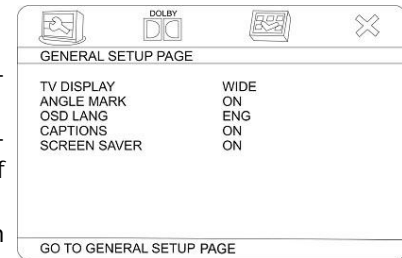 DOLBY
GENERAL SETUP PAGE
TV DISPLAY WIDE
ANGLE MARK ON
OSD LANG ENG
CAPTIONS ON
SCREEN SAVER ON
f
n
GO TO GENERAL SETUP PAGE